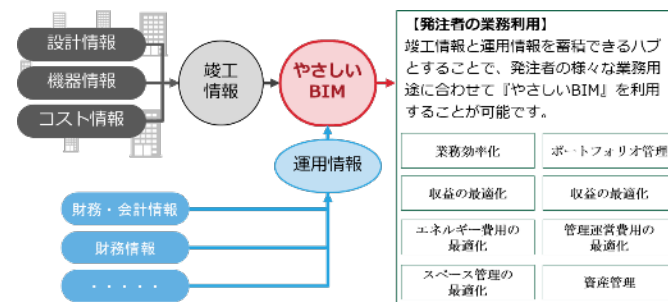 設計情報
機器情報
コスト情報
竣工
情報
やさしい
BIM
運用情報
財務・会計情報
財務情報
・・・・・
【発注者の業務利用】
竣工情報と運用情報を蓄積できるハブ
とすることで、発注者の様々な業務用
途に合わせて『やさしいBIM』を利用
することが可能です。
業務効率化
ポートフォリオ管理
収益の最適化
収益の最適化
エネルギー費用の
最適化
管理運営費用の
最適化
スペース管理の
最適化
資産管理